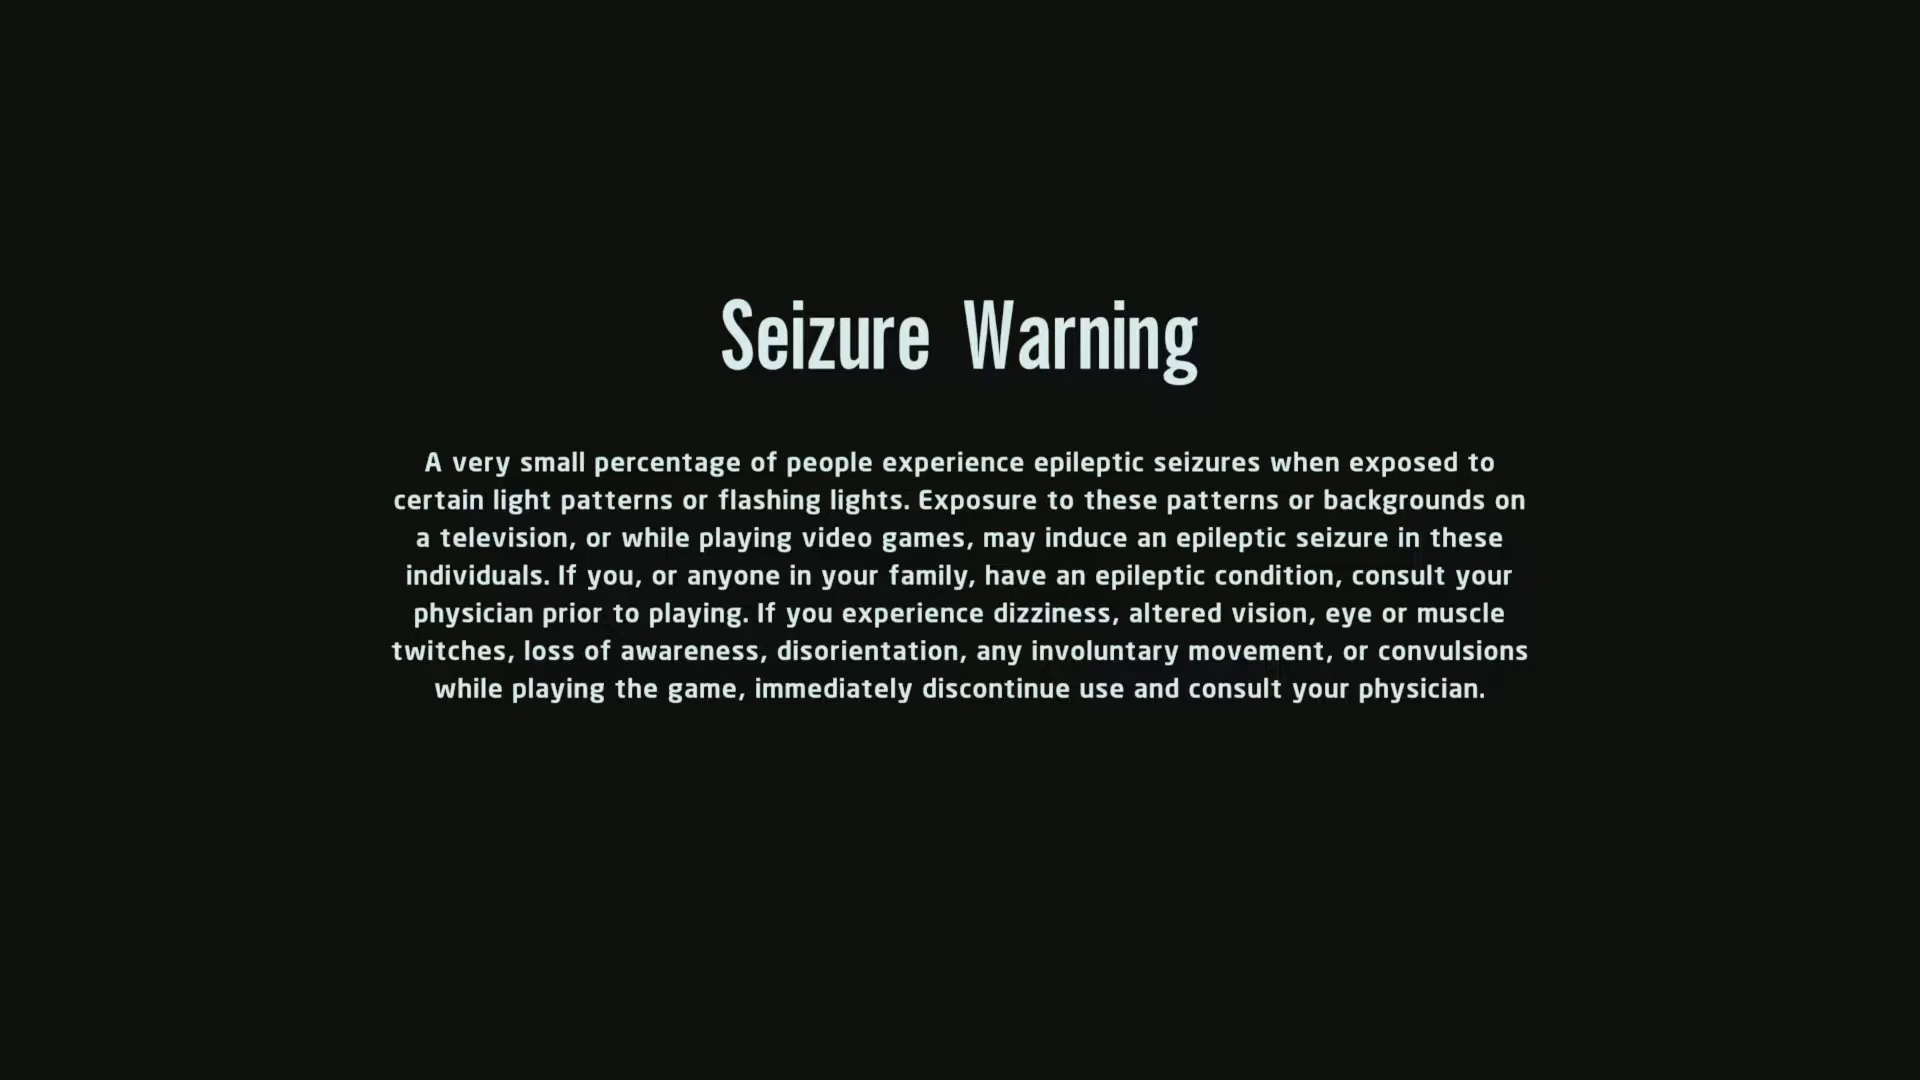 Seizure Warning
A very small percentage of people experience epileptic seizures when exposed to
certain light patterns or flashing lights. Exposure to these patterns or backgrounds on
a television, or while playing video games, may induce an epileptic seizure in these
individuals. If you, or anyone in your family, have an epileptic condition, consult your
physician prior to playing. If you experience dizziness, altered vision, eye or muscle
twitches, loss of awareness, disorientation, any involuntary movement, or convulsions
while playing the game, immediately discontinue use and consult your physician.